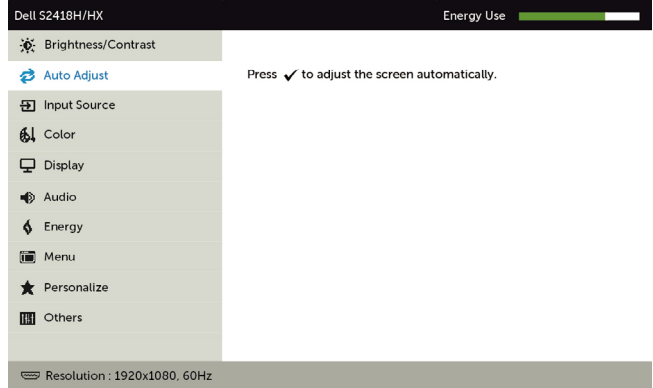 Dell S2418H/HX
Energy Use
Brightness/Contrast
Auto Adjust
Press ✓ to adjust the screen automatically.
Input Source
Color
Display
Audio
Energy
Menu
Personalize
Others
Resolution : 1920x1080, 60Hz